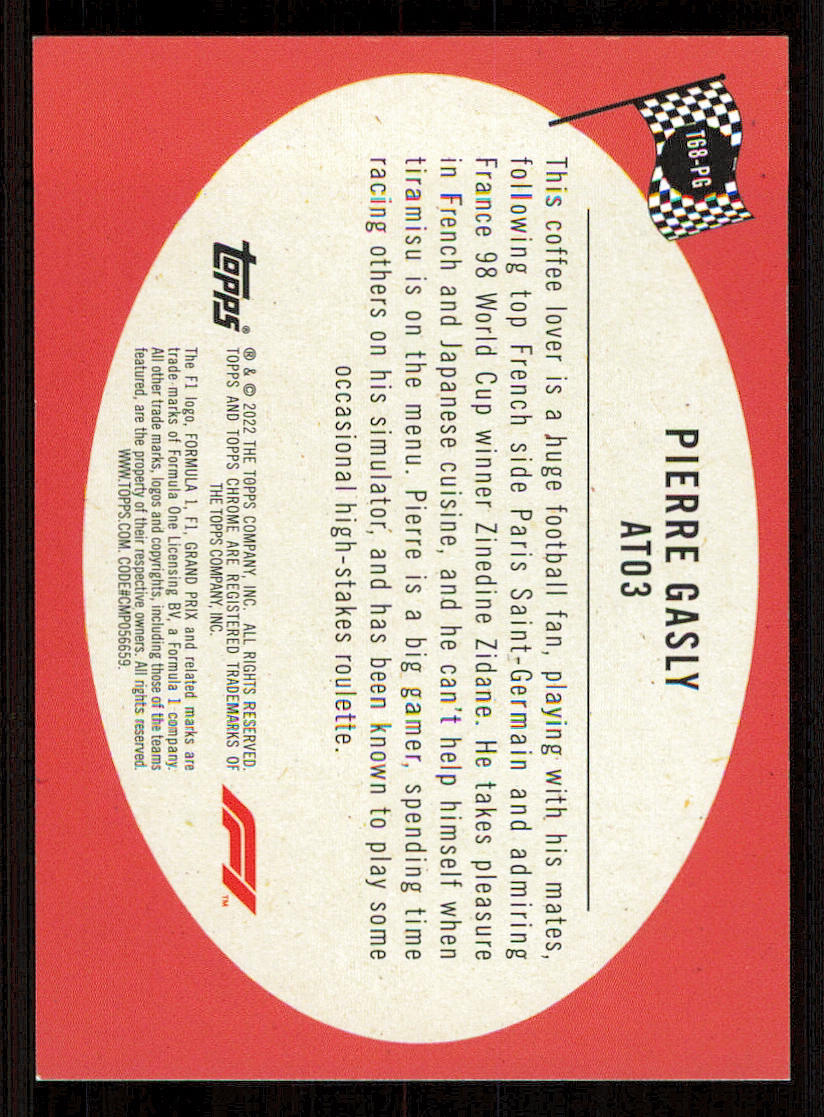 T68-PG
PIERRE GASLY
AT03
This coffee lover is a huge football fan, playing with his mates,
following top French side Paris Saint-Germain and admiring
France 98 World Cup winner Zinedine Zidane. He takes pleasure
in French and Japanese cuisine, and he can't help himself when
tiramisu is on the menu. Pierre is a big gamer, spending time
racing others on his simulator, and has been known to play some
occasional high-stakes roulette.
topps®
® & © 2022 THE TOPPS COMPANY, INC. ALL RIGHTS RESERVED.
TOPPS AND TOPPS CHROME ARE REGISTERED TRADEMARKS OF
THE TOPPS COMPANY, INC.
The F1 logo, FORMULA 1, F1, GRAND PRIX and related marks are
trade marks of Formula One Licensing BV, a Formula 1 company.
All other trade marks, logos and copyrights, including those of the teams
featured, are the property of their respective owners. All rights reserved.
WWW.TOPPS.COM. CODE#CMP056659.
F1™